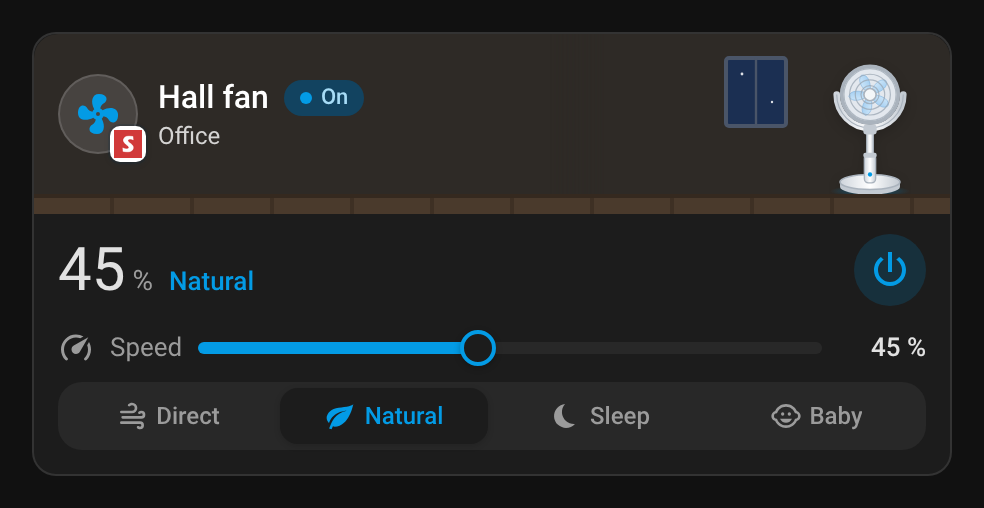 Hall fan
On
S
Office
45 %
Natural
Speed
45 %
Direct
Natural
Sleep
Baby